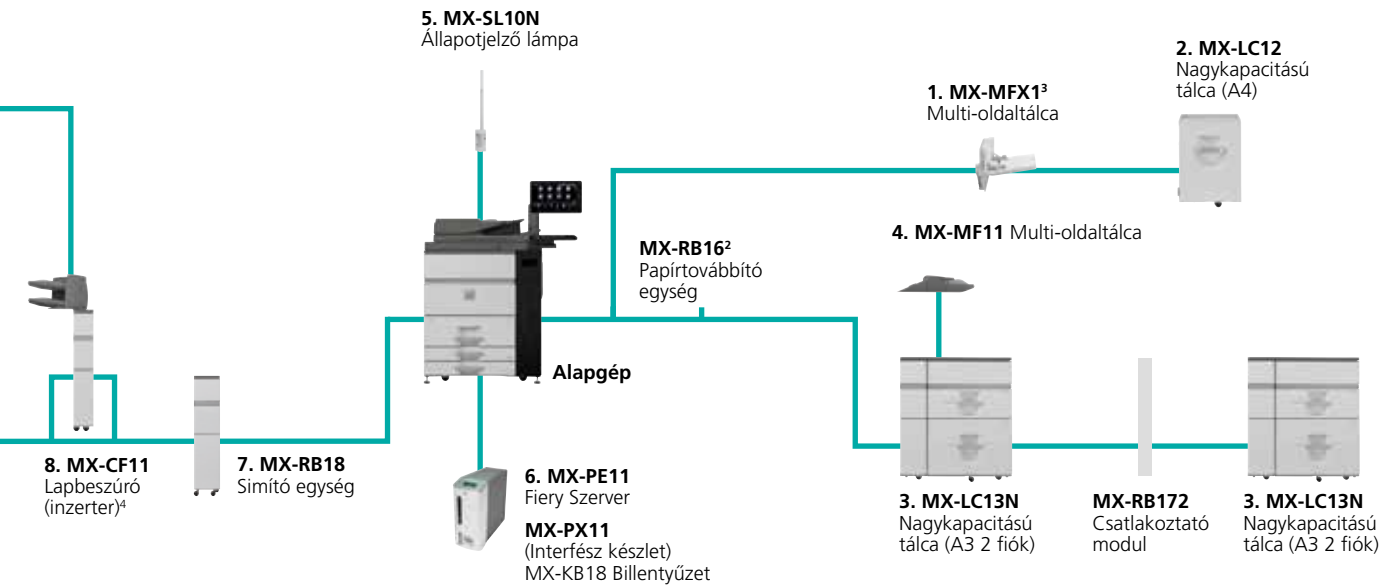 5. MX-SL10N
Állapotjelző lámpa
2. MX-LC12
Nagykapacitású
tálca (A4)
1. MX-MFX1³
Multi-oldaltálca
4. MX-MF11 Multi-oldaltálca
MX-RB16²
Papírtovábbító
egység
Alapgép
8. MX-CF11
Lapbeszúró
(inzerter)⁴
7. MX-RB18
Simító egység
6. MX-PE11
Fiery Szerver
MX-PX11
(Interfész készlet)
MX-KB18 Billentyűzet
3. MX-LC13N
Nagykapacitású
tálca (A3 2 fiók)
MX-RB172
Csatlakoztató
modul
3. MX-LC13N
Nagykapacitású
tálca (A3 2 fiók)